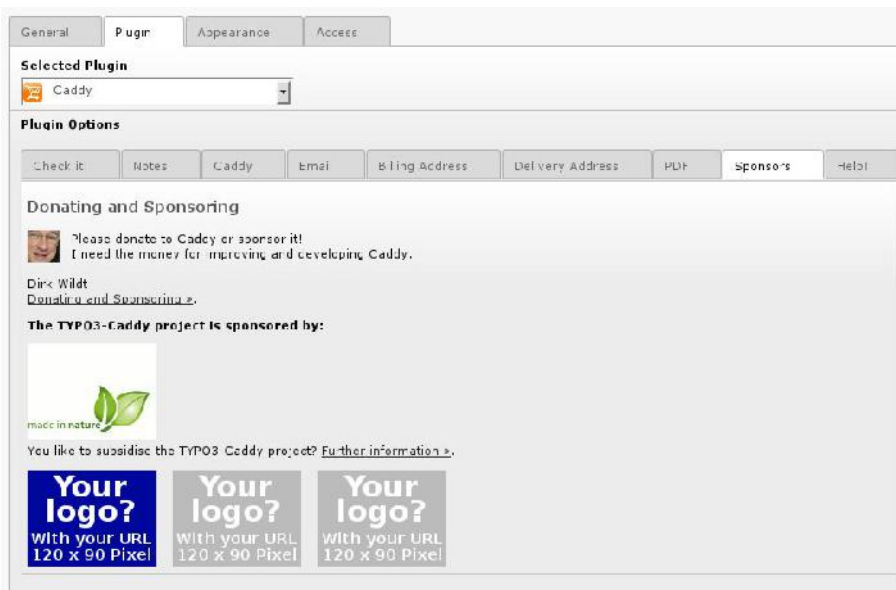 General Plugin Appearance Access
Selected Plugin
Caddy
Plugin Options
Check it Notes Caddy Email Billing Address Delivery Address PDF Sponsors Help!
Donating and Sponsoring
Please donate to Caddy or sponsor it!
I need the money for improving and developing Caddy.
Dirk Wildt
Donating and Sponsoring ».
The TYPO3-Caddy project is sponsored by:
made in nature
You like to subsidise the TYPO3-Caddy project? Further information ».
Your Your Your
logo? logo? logo?
With your URL With your URL With your URL
120 x 90 Pixel 120 x 90 Pixel 120 x 90 Pixel